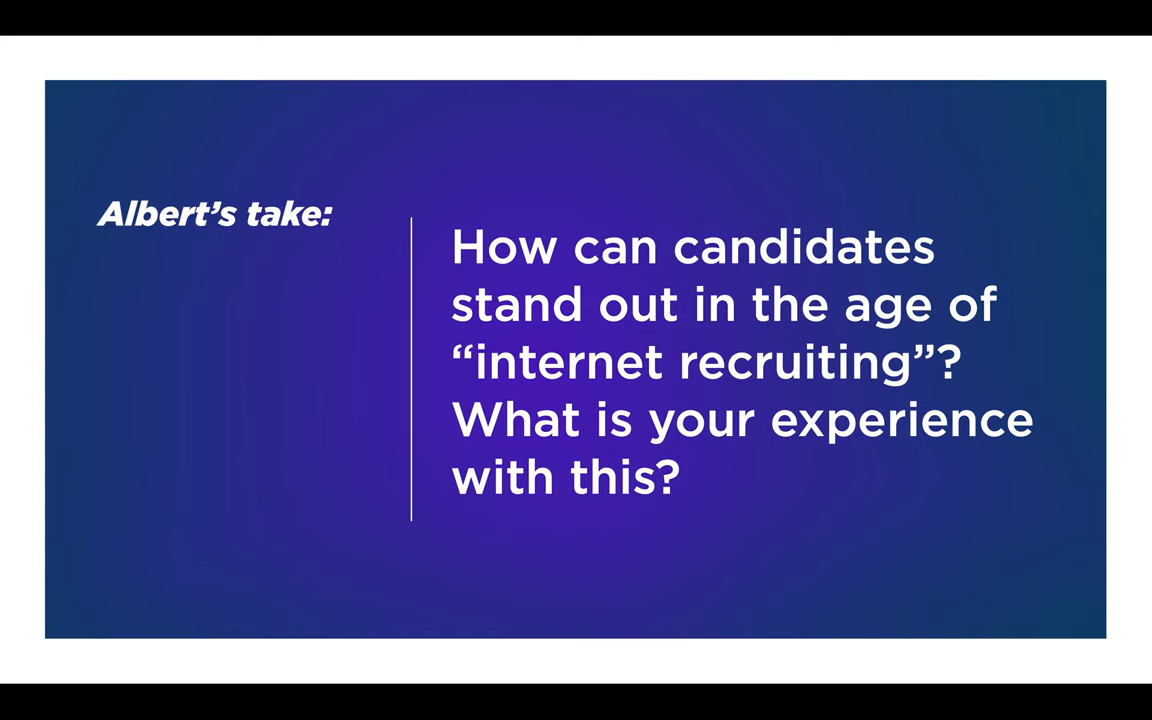 Albert’s take:
How can candidates
stand out in the age of
“internet recruiting”?
What is your experience
with this?